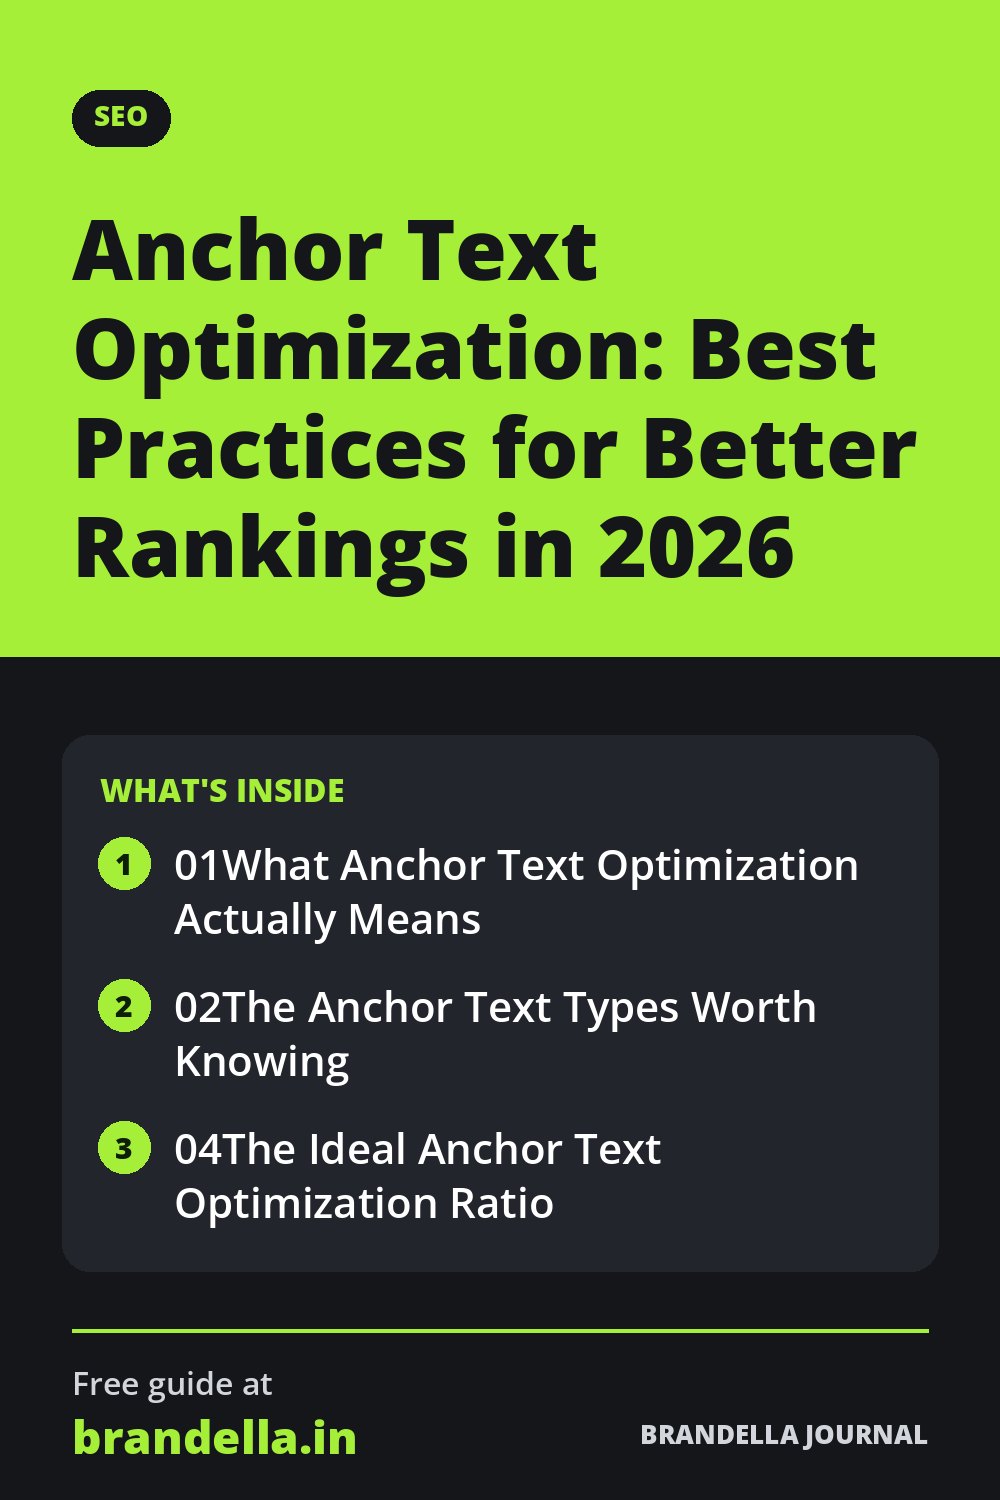 SEO
Anchor Text
Optimization: Best
Practices for Better
Rankings in 2026
WHAT'S INSIDE
1 01What Anchor Text Optimization
Actually Means
2 02The Anchor Text Types Worth
Knowing
3 04The Ideal Anchor Text
Optimization Ratio
Free guide at
brandella.in
BRANDELLA JOURNAL